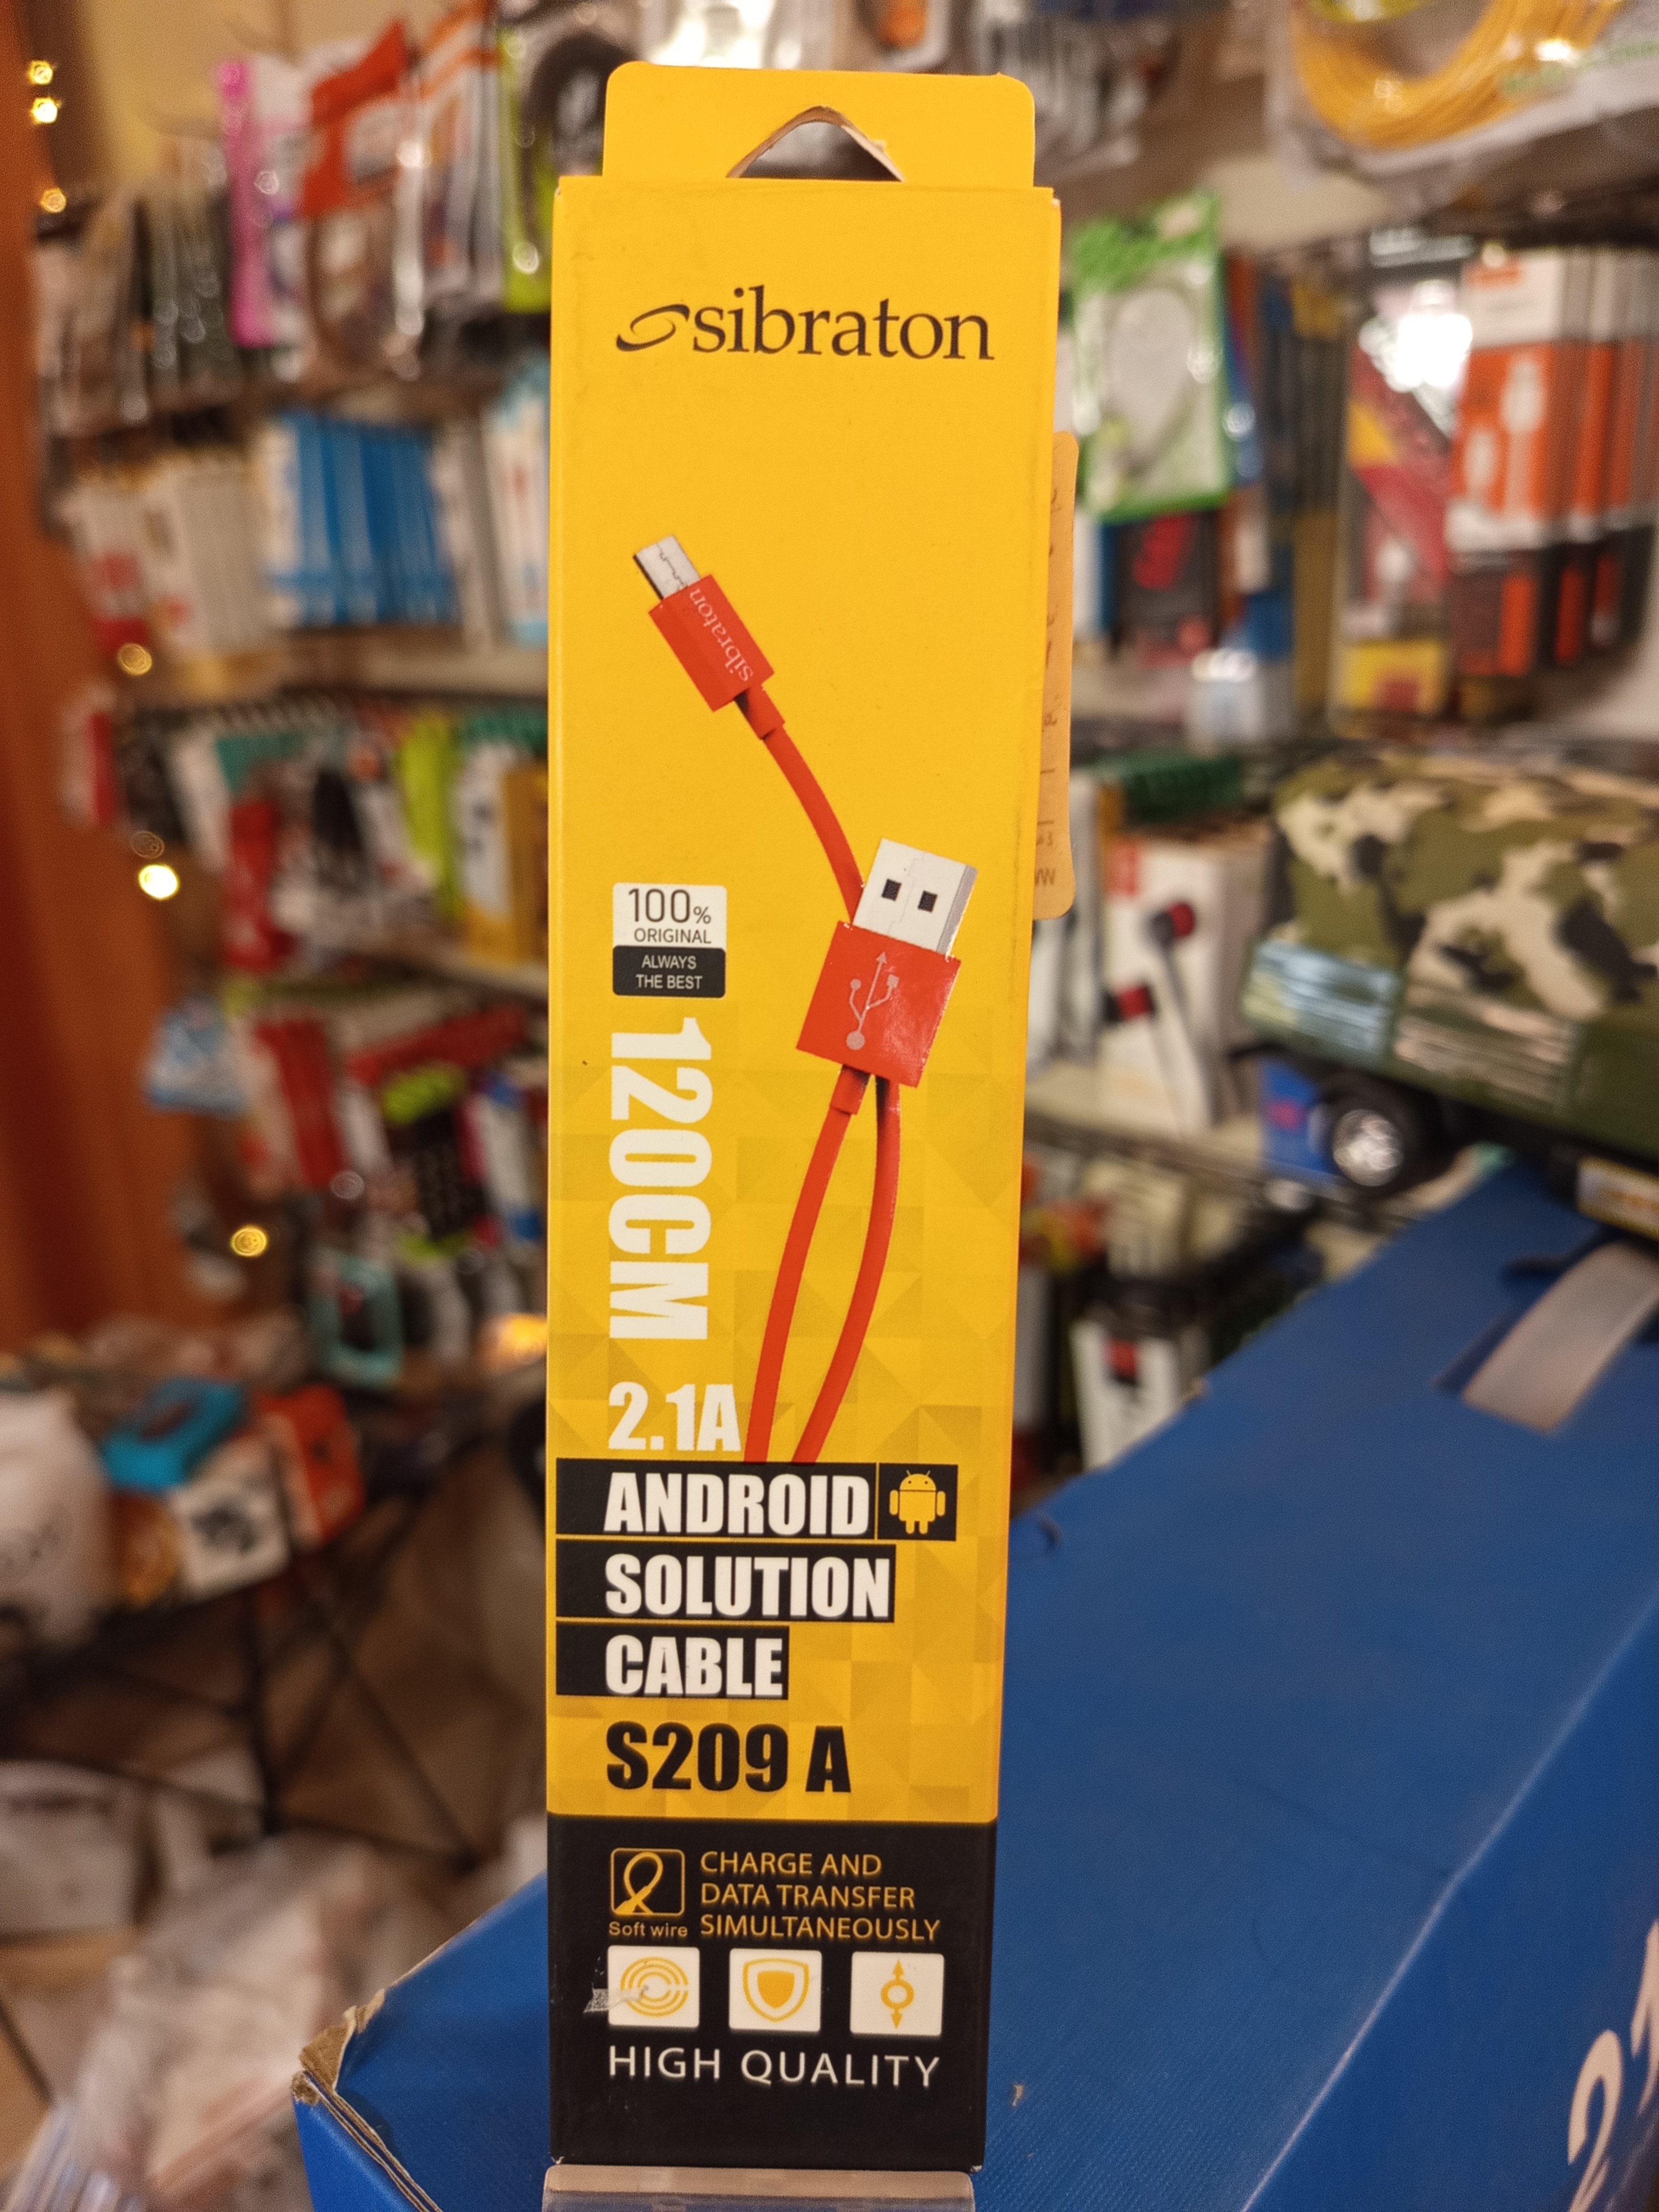 sibraton
sibraton
100%
ORIGINAL
ALWAYS
THE BEST
120CM
2.1A
ANDROID
SOLUTION
CABLE
S209 A
Soft wire
CHARGE AND
DATA TRANSFER
SIMULTANEOUSLY
HIGH QUALITY